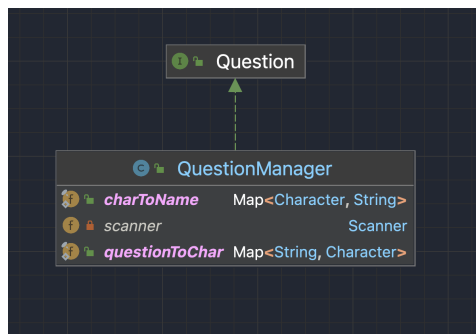 I Question
C QuestionManager
f charToName Map<Character, String>
f scanner Scanner
f questionToChar Map<String, Character>